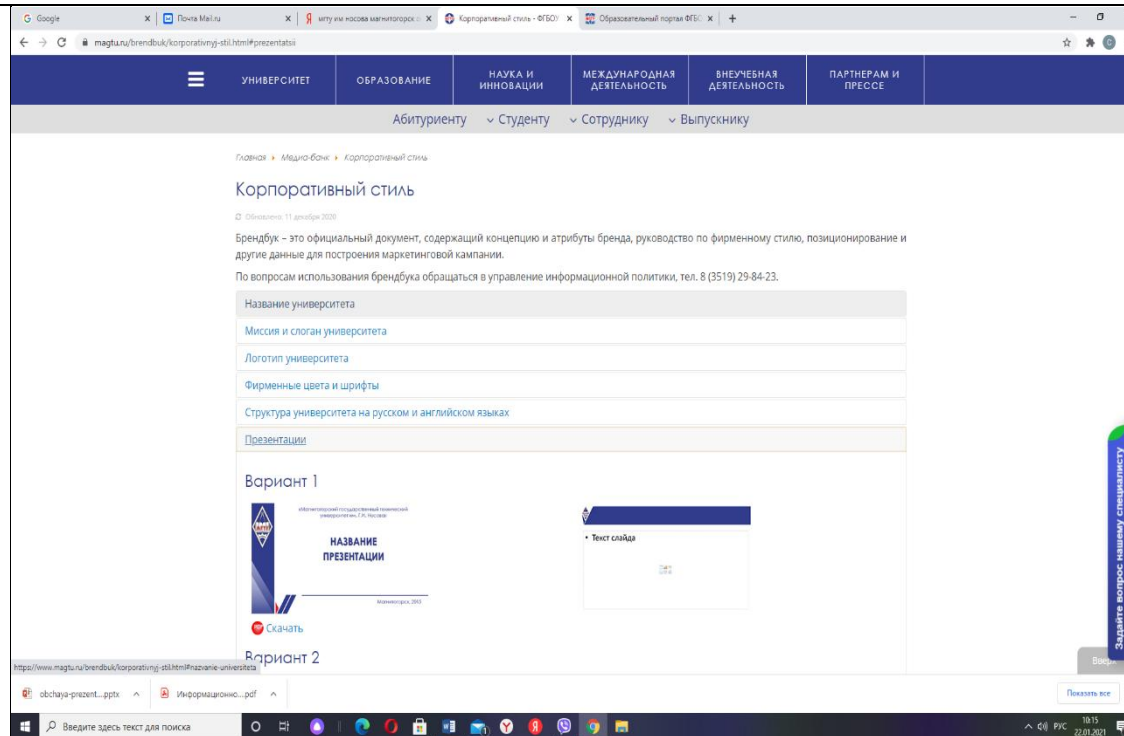 Google
Почта Mail.ru
мгту им носова магнитогорск
Корпоративный стиль - ФГБОУ
Образовательный портал ФГБС
magtu.ru/brendbuk/korporativnyj-stil.html#prezentatsii
УНИВЕРСИТЕТ
ОБРАЗОВАНИЕ
НАУКА И
ИННОВАЦИИ
МЕЖДУНАРОДНАЯ
ДЕЯТЕЛЬНОСТЬ
ВНЕУЧЕБНАЯ
ДЕЯТЕЛЬНОСТЬ
ПАРТНЕРАМ И
ПРЕССЕ
Абитуриенту Студенту Сотруднику Выпускнику
Главная Медиа-банк Корпоративный стиль
Корпоративный стиль
Обновлено: 11 декабря 2020
Брендбук – это официальный документ, содержащий концепцию и атрибуты бренда, руководство по фирменному стилю, позиционирование и
другие данные для построения маркетинговой кампании.
По вопросам использования брендбука обращаться в управление информационной политики, тел. 8 (3519) 29-84-23.
Название университета
Миссия и слоган университета
Логотип университета
Фирменные цвета и шрифты
Структура университета на русском и английском языках
Презентации
Вариант 1
НАЗВАНИЕ
ПРЕЗЕНТАЦИИ
• Текст слайда
Скачать
Вариант 2
Задайте вопрос нашему специалисту
Вверх
https://www.magtu.ru/brendbuk/korporativnyj-stil.html#nazvanie-universiteta
obchaya-prezent...pptx
Информационно...pdf
Показать все
Введите здесь текст для поиска
РУС
10:15
22.01.2021